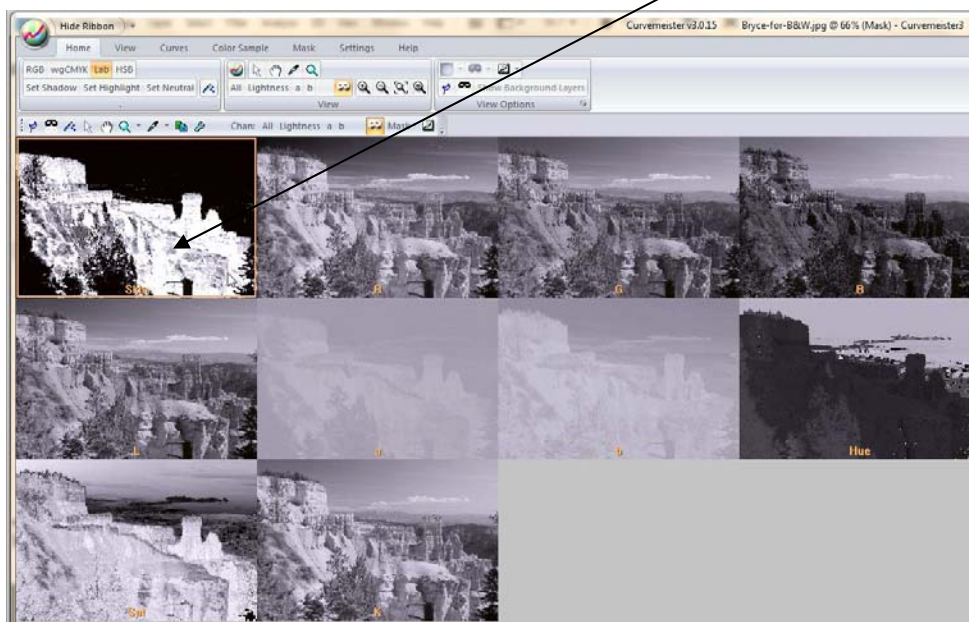 Hide Ribbon
Curvemeister v3.0.15
Bryce-for-B&W.jpg @ 66% (Mask) - Curvemeister3
Home View Curves Color Sample Mask Settings Help
RGB wgCMYK Lab HSB
Set Shadow Set Highlight Set Neutral
All Lightness a b
View
Show Background Layers
View Options
Chan: All Lightness a b
Mask
R G B
L a b Hue
Sat K